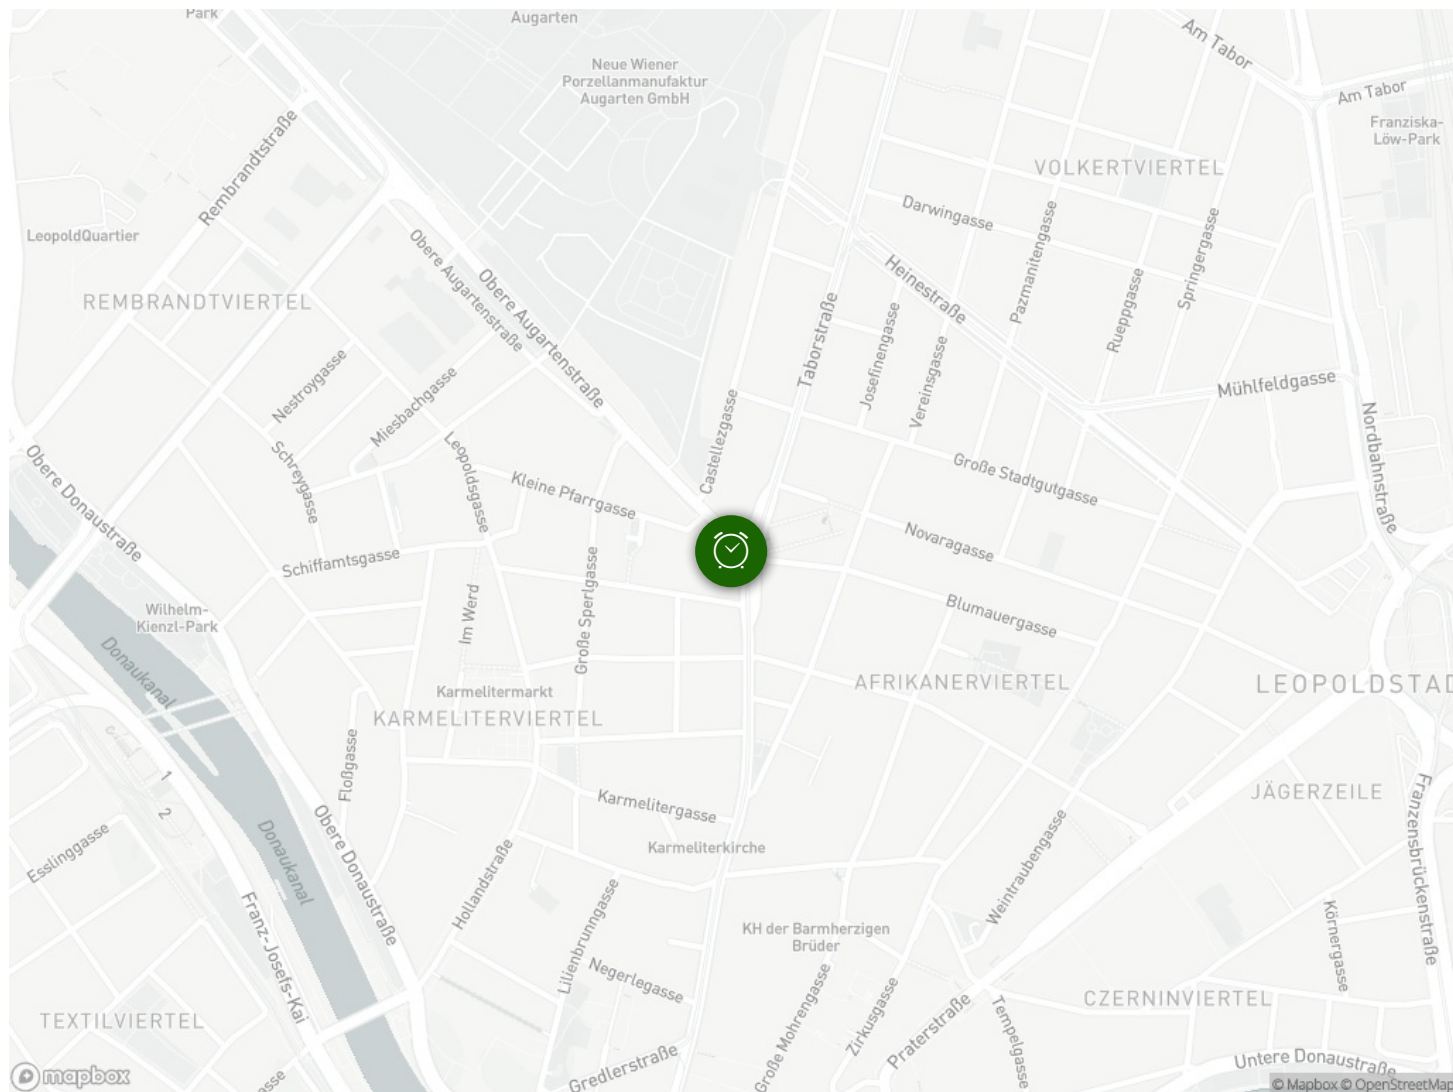 Park
Augarten
Am Tabor
Neue Wiener
Porzellanmanufaktur
Augarten GmbH
Am Tabor
Franziska-
Löw-Park
Rembrandtstraße
VOLKERTVIERTEL
LeopoldQuartier
Darwingasse
Pazmanitengasse
Springergasse
Obere Augartenstraße
Obere Augartenstraße
Heinestraße
REMBRANDTVIERTEL
Rueppgasse
Taborstraße
Josefinengasse
Vereinsgasse
Nestroygasse
Miesbachgasse
Mühlfeldgasse
Castellezgasse
Nordbahnstraße
Obere Donaustraße
Schreygasse
Leopoldsgasse
Kleine Pfarrgasse
Große Stadtgutgasse
Novaragasse
Schiffamtsgasse
Große Sperlgasse
Im Werd
Wilhelm-
Kienzl-Park
Blumauergasse
Donaukanal
Karmelitermarkt
AFRIKANERVIERTEL
LEOPOLDSTAD
KARMELITERVIERTEL
Floßgasse
1
2
JÄGERZEILE
Karmelitergasse
Franzensbrückenstraße
Esslinggasse
Donaukanal
Obere Donaustraße
Hollandstraße
Karmeliterkirche
Weintraubengasse
Franz-Josefs-Kai
Lilienbrunngasse
KH der Barmherzigen
Brüder
Körnergasse
Negerlegasse
Große Mohrengasse
Zirkusgasse
Praterstraße
Tempelgasse
CZERNINVIERTEL
TEXTILVIERTEL
Gredlerstraße
Untere Donaustraße
mapbox
© Mapbox © OpenStreetMap